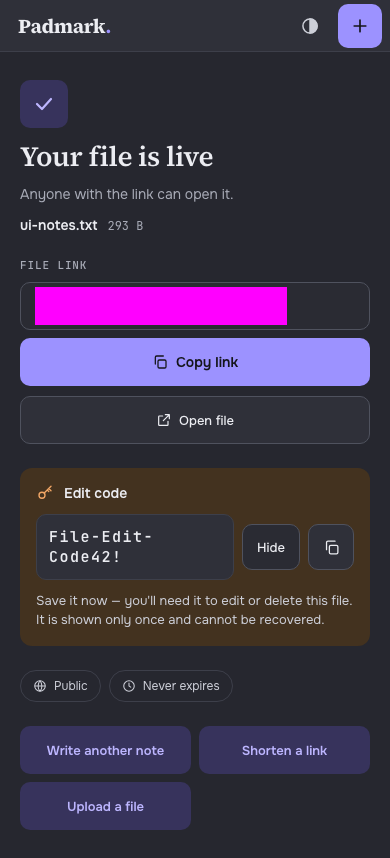 Padmark.
Your file is live
Anyone with the link can open it.
ui-notes.txt 293 B
FILE LINK
Copy link
Open file
Edit code
File-Edit-
Code42!
Hide
Save it now — you'll need it to edit or delete this file.
It is shown only once and cannot be recovered.
Public
Never expires
Write another note
Shorten a link
Upload a file